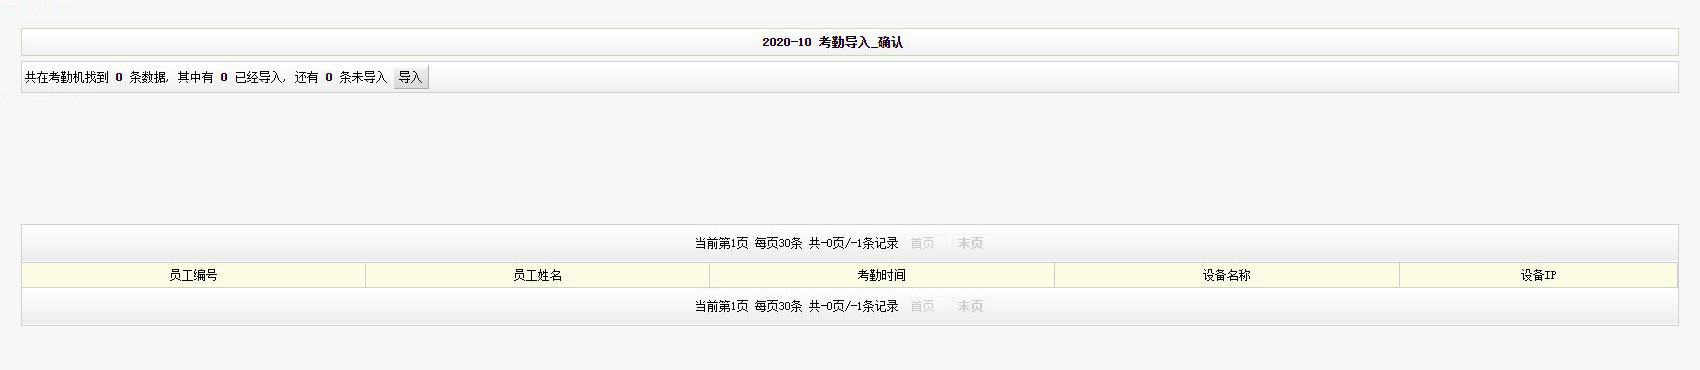 2020-10 考勤导入_确认
共在考勤机找到 0 条数据, 其中有 0 已经导入, 还有 0 条未导入 导入
当前第1页 每页30条 共-0页/-1条记录 首页 末页
员工编号 员工姓名 考勤时间 设备名称 设备IP
当前第1页 每页30条 共-0页/-1条记录 首页 末页